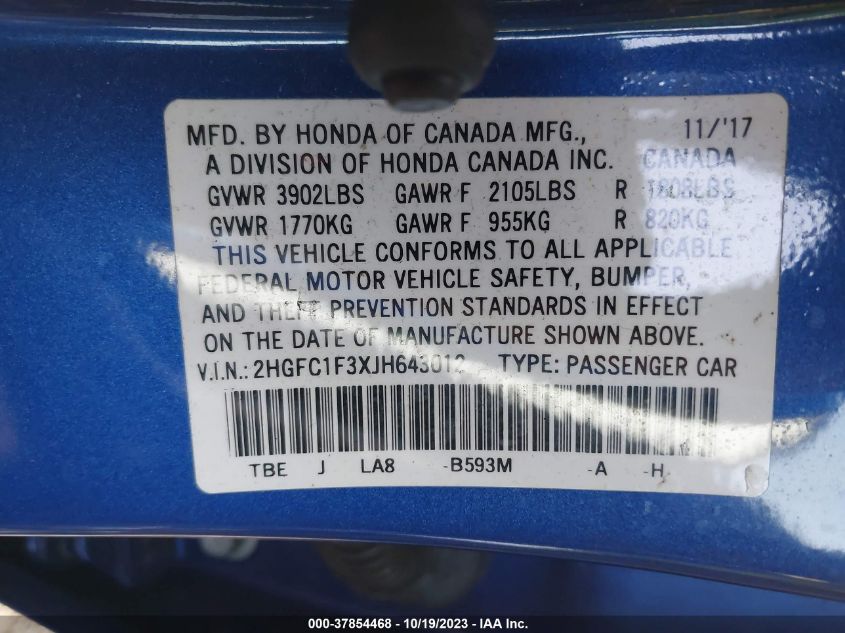 MFD. BY HONDA OF CANADA MFG., 11/'17
A DIVISION OF HONDA CANADA INC. CANADA
GVWR 3902LBS GAWR F 2105LBS R 1808LBS
GVWR 1770KG GAWR F 955KG R 820KG
THIS VEHICLE CONFORMS TO ALL APPLICABLE
FEDERAL MOTOR VEHICLE SAFETY, BUMPER,
AND THEFT PREVENTION STANDARDS IN EFFECT
ON THE DATE OF MANUFACTURE SHOWN ABOVE.
V.I.N.: 2HGFC1F3XJH643012 TYPE: PASSENGER CAR
TBE J LA8 -B593M -A -H
000-37854468 - 10/19/2023 - IAA Inc.